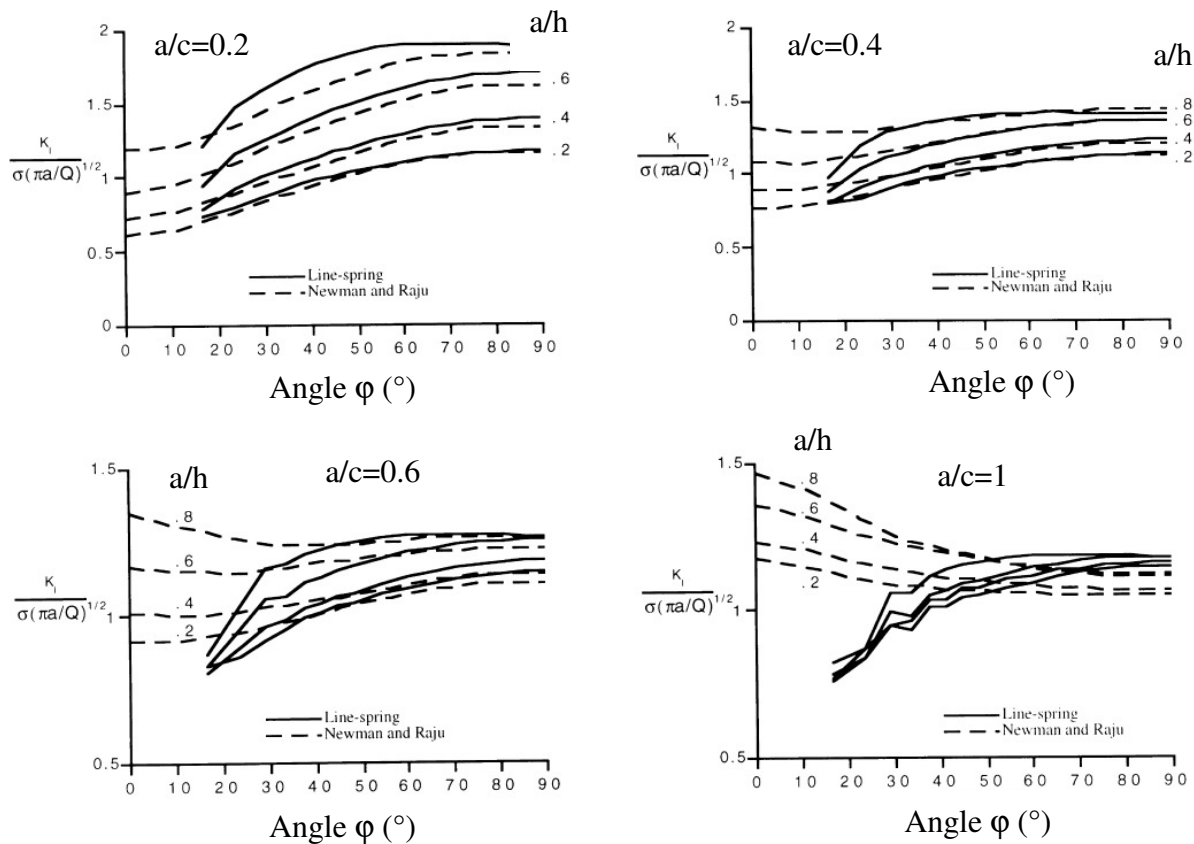 a/c=0.2
a/h
2
1.5
1
0.5
0
K_I
σ(πa/Q)^1/2
.6
.4
.2
Line-spring
Newman and Raju
0 10 20 30 40 50 60 70 80 90
Angle φ (°)
a/c=0.4
a/h
2
1.5
1
0.5
0
K_I
σ(πa/Q)^1/2
.8
.6
.4
.2
Line-spring
Newman and Raju
0 10 20 30 40 50 60 70 80 90
Angle φ (°)
a/h
a/c=0.6
1.5
1
0.5
K_I
σ(πa/Q)^1/2
.8
.6
.4
.2
Line-spring
Newman and Raju
0 10 20 30 40 50 60 70 80 90
Angle φ (°)
a/h
a/c=1
1.5
1
0.5
K_I
σ(πa/Q)^1/2
.8
.6
.4
.2
Line-spring
Newman and Raju
0 10 20 30 40 50 60 70 80 90
Angle φ (°)